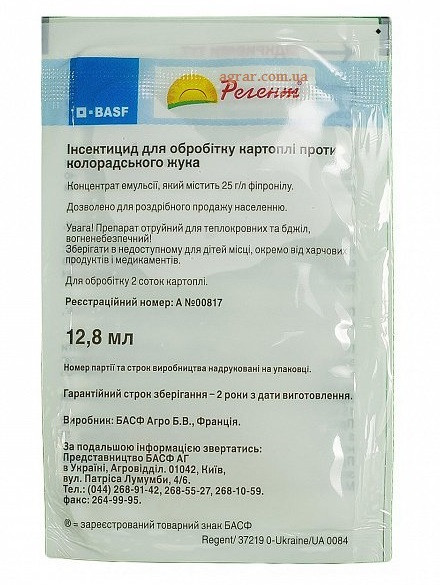 agrar.com.ua
BASF
Регент
Інсектицид для обробітку картоплі проти
колорадського жука
Концентрат емульсії, який містить 25 г/л фіпронілу.
Дозволено для роздрібного продажу населенню.
Увага! Препарат отруйний для теплокровних та бджіл,
вогненебезпечний!
Зберігати в недоступному для дітей місці, окремо від харчових
продуктів і медикаментів.
Для обробітку 2 соток картоплі.
Реєстраційний номер: А №00817
12,8 мл
Номер партії та строк виробництва надруковані на упаковці.
Гарантійний строк зберігання – 2 роки з дати виготовлення.
Виробник: БАСФ Агро Б.В., Франція.
За подальшою інформацією звертатись:
Представництво БАСФ АГ
в Україні, Агровідділ. 01042, Київ,
вул. Патріса Лумумби, 4/6.
Тел.: (044) 268-91-42, 268-55-27, 268-10-59.
факс: 264-99-95.
® = зареєстрований товарний знак БАСФ
Regent/ 37219 0-Ukraine/UA 0084